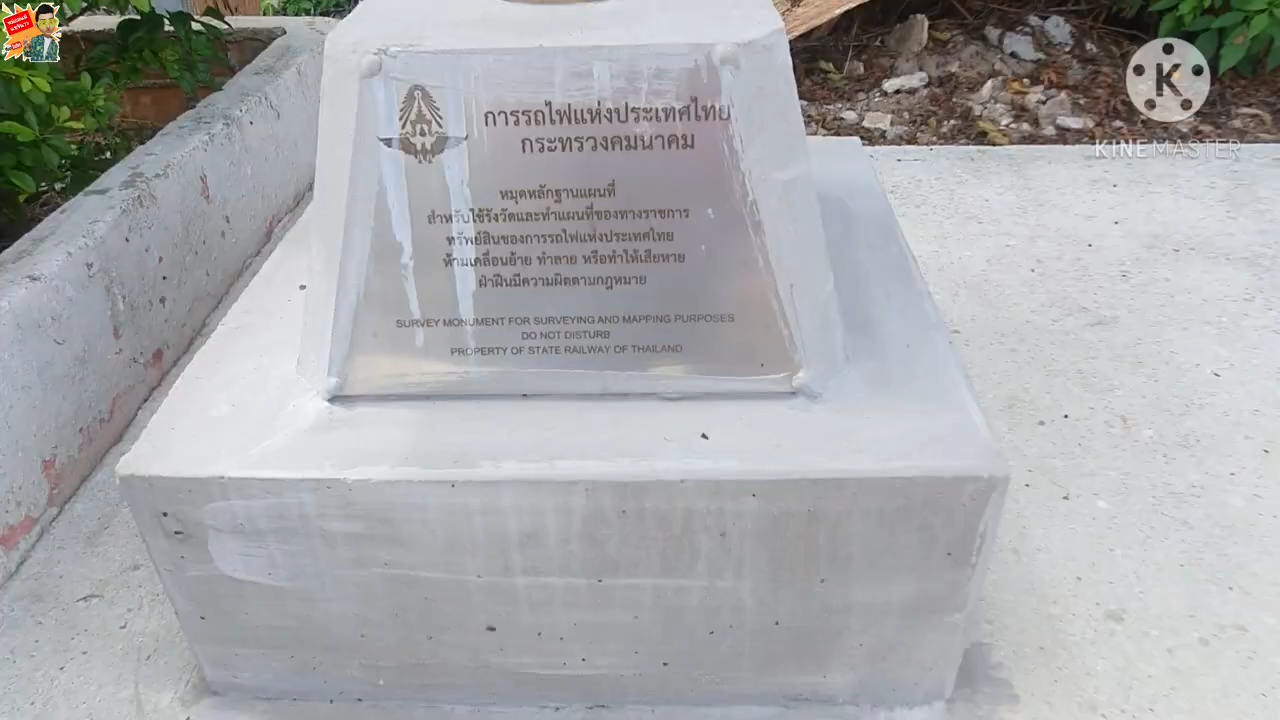 การรถไฟแห่งประเทศไทย
กระทรวงคมนาคม
หมุดหลักฐานแผนที่
สำหรับใช้รังวัดและทำแผนที่ของทางราชการ
ทรัพย์สินของการรถไฟแห่งประเทศไทย
ห้ามเคลื่อนย้าย ทำลาย หรือทำให้เสียหาย
ฝ่าฝืนมีความผิดตามกฎหมาย
SURVEY MONUMENT FOR SURVEYING AND MAPPING PURPOSES
DO NOT DISTURB
PROPERTY OF STATE RAILWAY OF THAILAND
K
KINEMASTER